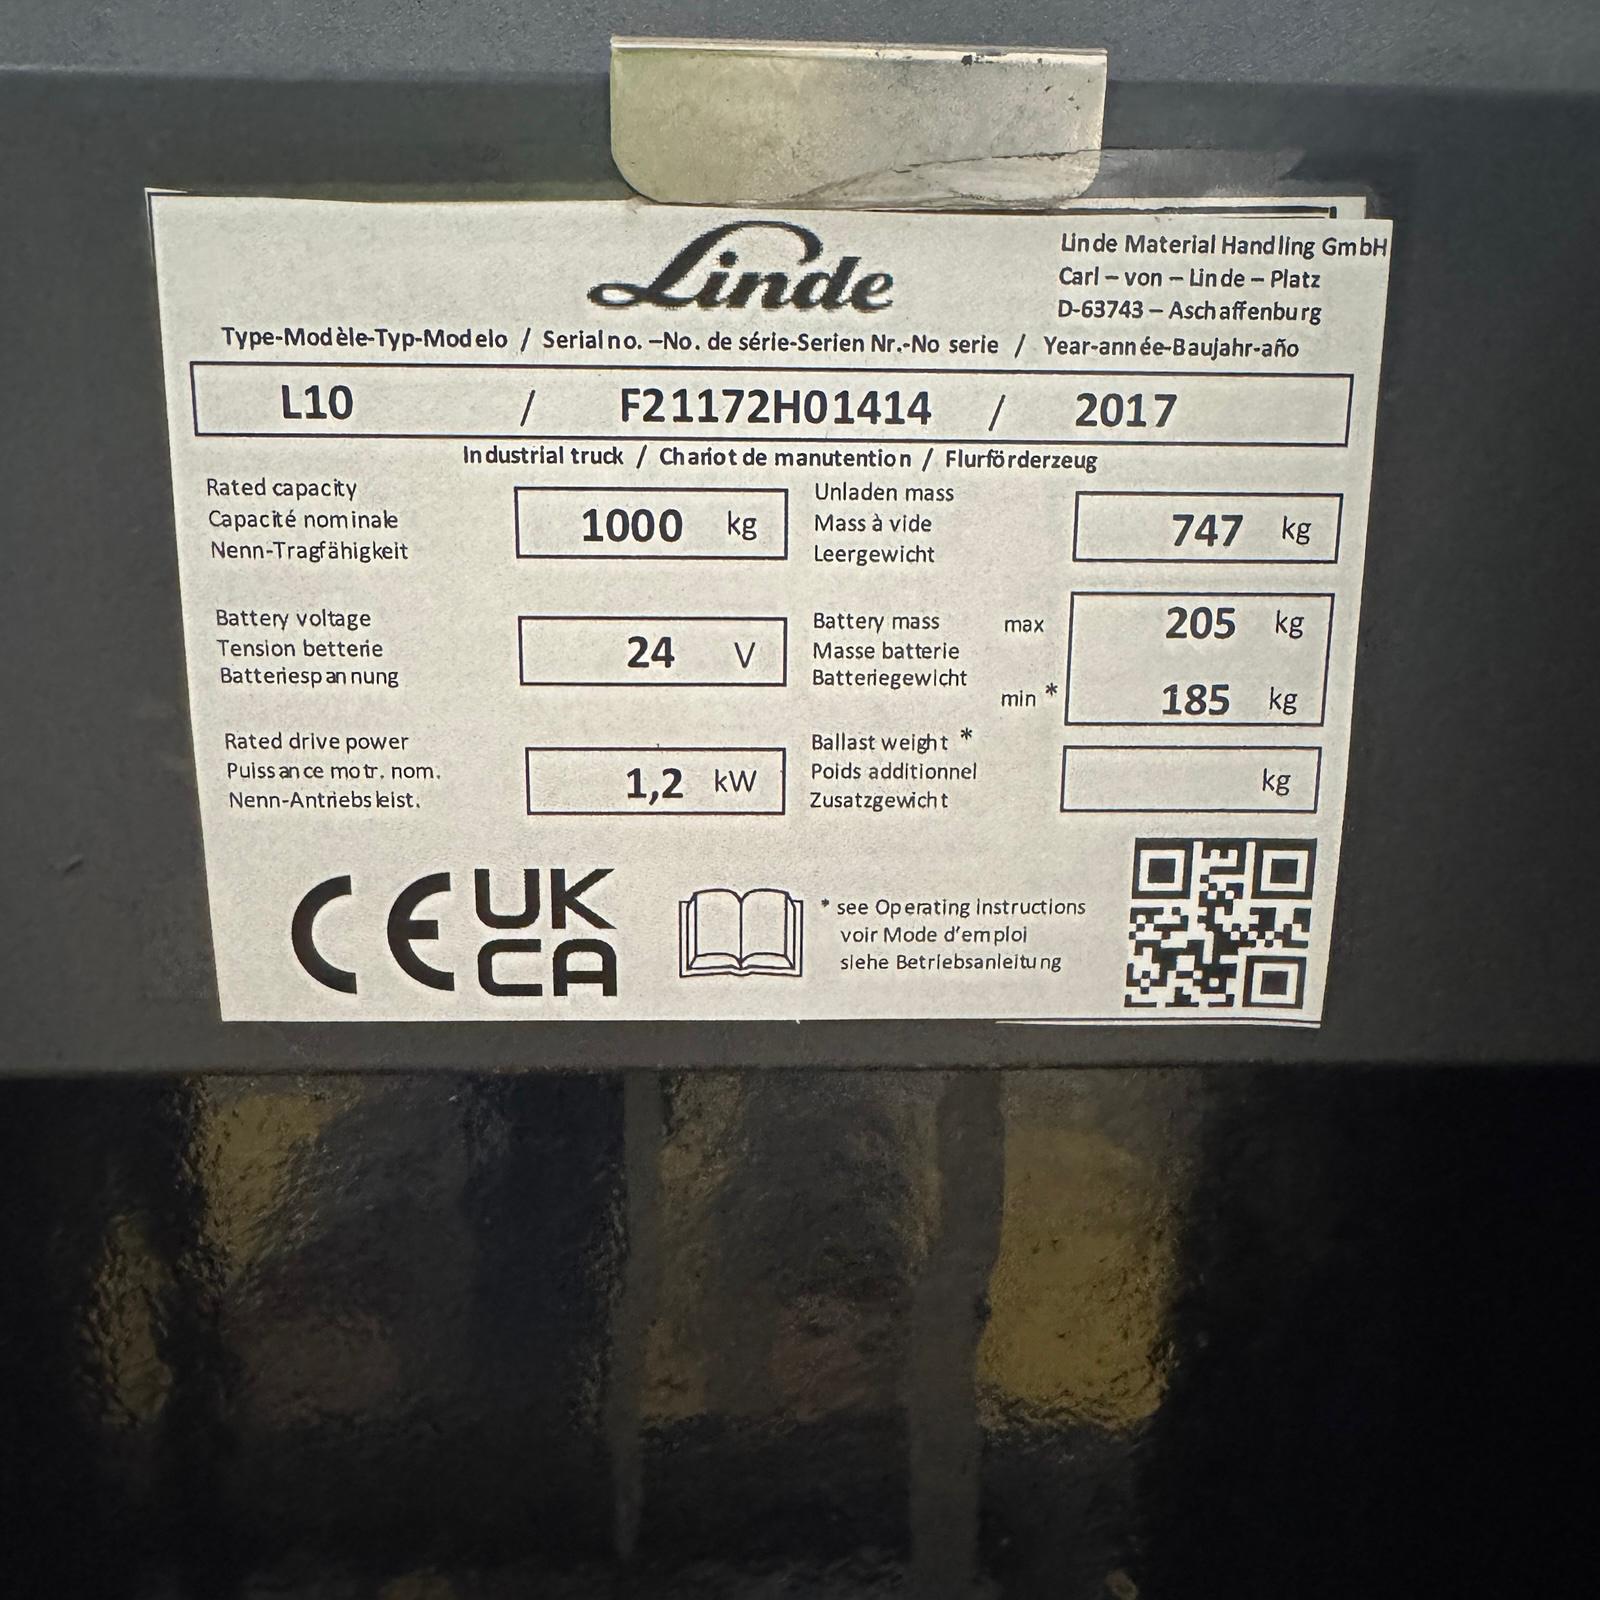 Linde
Linde Material Handling GmbH
Carl – von – Linde – Platz
D-63743 – Aschaffenburg
Type-Modèle-Typ-Modelo / Serial no. –No. de série-Serien Nr.-No serie / Year-année-Baujahr-año
L10 / F21172H01414 / 2017
Industrial truck / Chariot de manutention / Flurförderzeug
Rated capacity
Capacité nominale
Nenn-Tragfähigkeit
1000 kg
Unladen mass
Mass à vide
Leergewicht
747 kg
Battery voltage
Tension betterie
Batteriespannung
24 V
Battery mass
Masse batterie
Batteriegewicht
max 205 kg
min * 185 kg
Rated drive power
Puissance motr. nom.
Nenn-Antriebsleist.
1,2 kW
Ballast weight *
Poids additionnel
Zusatzgewicht
kg
CE UK
CA
* see Operating instructions
voir Mode d'emploi
siehe Betriebsanleitung